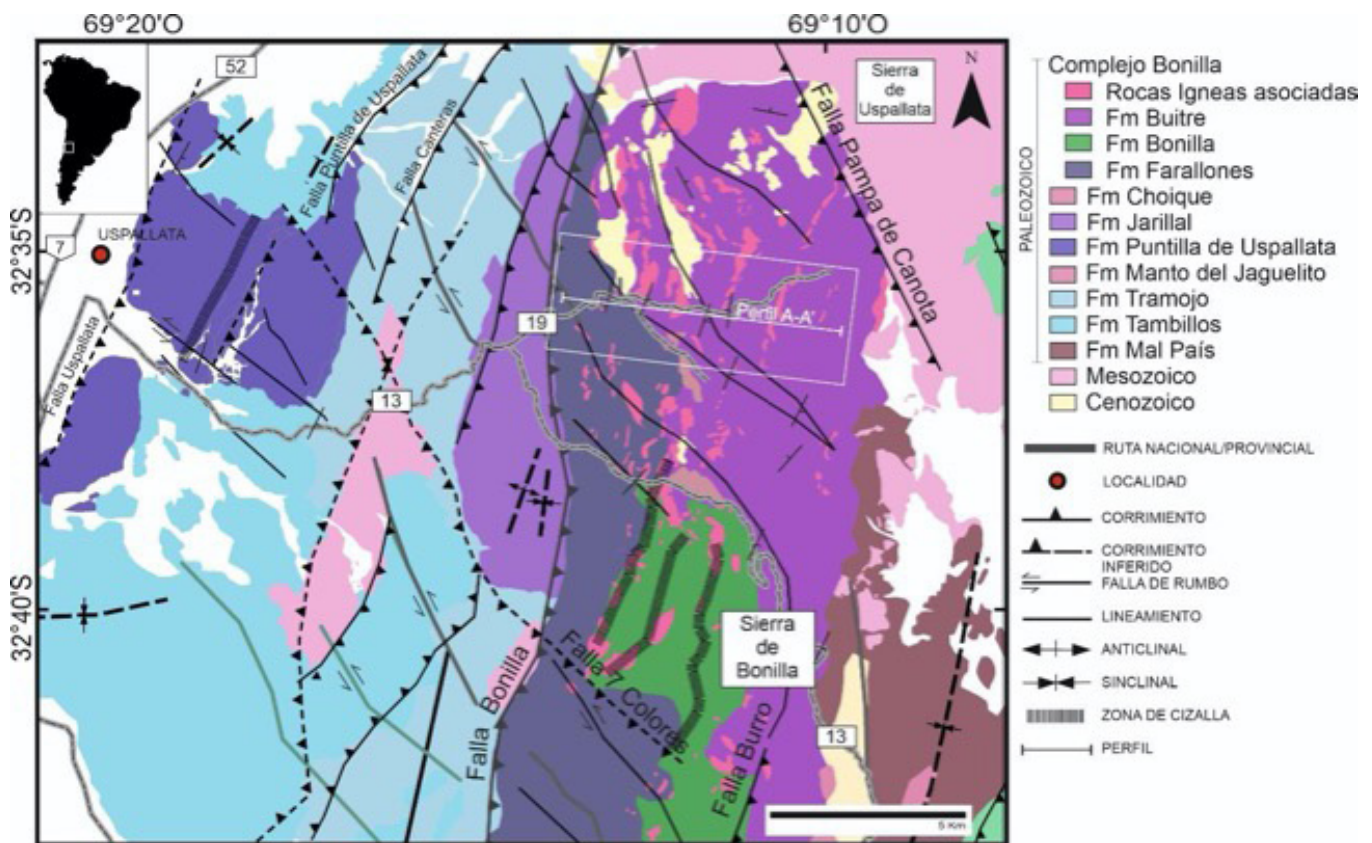 69°20'O
69°10'O
32°35'S
32°40'S
52
7
USPALLATA
Falla Puntilla de Uspallata
Falla Canteras
Sierra
de
Uspallata
N
Falla Pampa de Canota
Falla Uspallata
19
Perfil A-A'
13
Sierra
de
Bonilla
Falla 7 Colores
Falla Bonilla
Falla Burro
13
5 Km
PALEOZOICO
Complejo Bonilla
Rocas Igneas asociadas
Fm Buitre
Fm Bonilla
Fm Farallones
Fm Choique
Fm Jarillal
Fm Puntilla de Uspallata
Fm Manto del Jaguelito
Fm Tramojo
Fm Tambillos
Fm Mal País
Mesozoico
Cenozoico
RUTA NACIONAL/PROVINCIAL
LOCALIDAD
CORRIMIENTO
CORRIMIENTO
INFERIDO
FALLA DE RUMBO
LINEAMIENTO
ANTICLINAL
SINCLINAL
ZONA DE CIZALLA
PERFIL